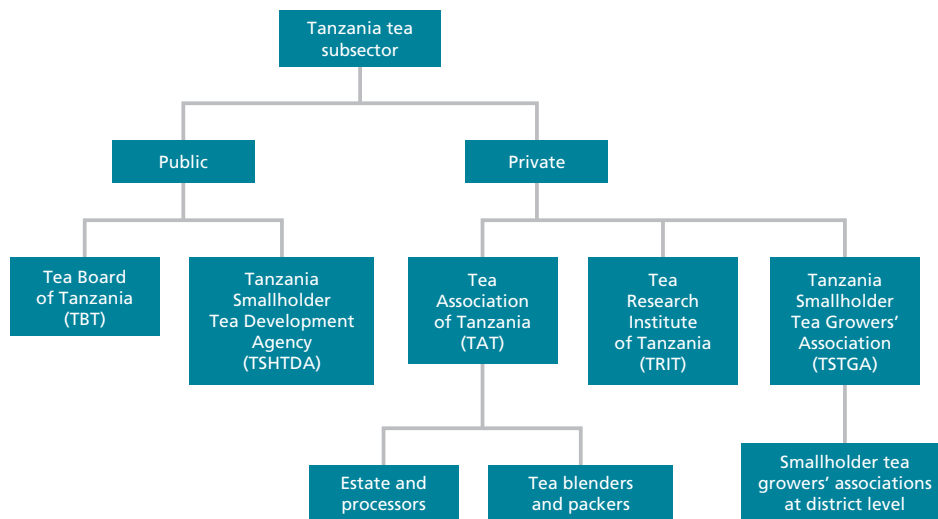 Tanzania tea
subsector
Public
Private
Tea Board
of Tanzania
(TBT)
Tanzania
Smallholder
Tea Development
Agency
(TSHTDA)
Tea
Association
of Tanzania
(TAT)
Tea
Research
Institute
of Tanzania
(TRIT)
Tanzania
Smallholder
Tea Growers’
Association
(TSTGA)
Estate and
processors
Tea blenders
and packers
Smallholder tea
growers’ associations
at district level